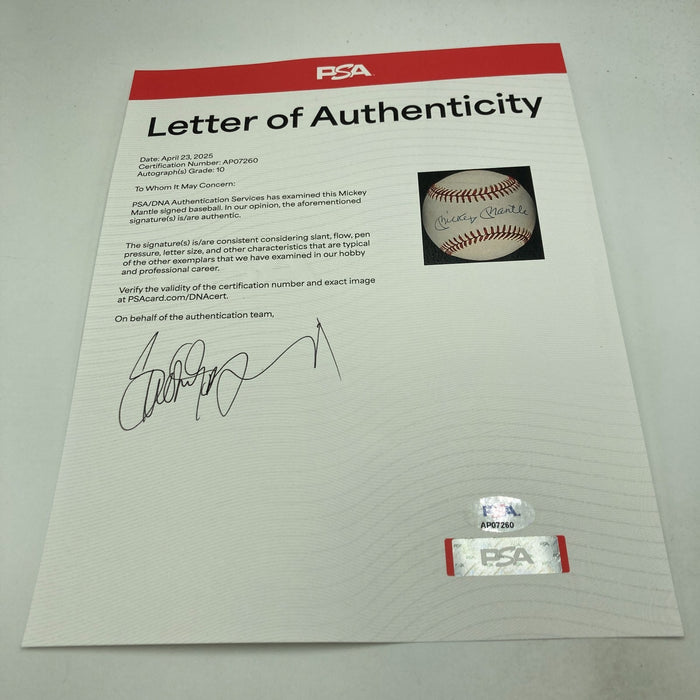 PSA
Letter of Authenticity
Date: April 23, 2025
Certification Number: AP07260
Autograph(s) Grade: 10
To Whom It May Concern:
PSA/DNA Authentication Services has examined this Mickey
Mantle signed baseball. In our opinion, the aforementioned
signature(s) is/are authentic.
The signature(s) is/are consistent considering slant, flow, pen
pressure, letter size, and other characteristics that are typical
of the other exemplars that we have examined in our hobby
and professional career.
Verify the validity of the certification number and exact image
at PSAcard.com/DNAcert.
On behalf of the authentication team,
Mickey Mantle
PSA
AP07260
PSA